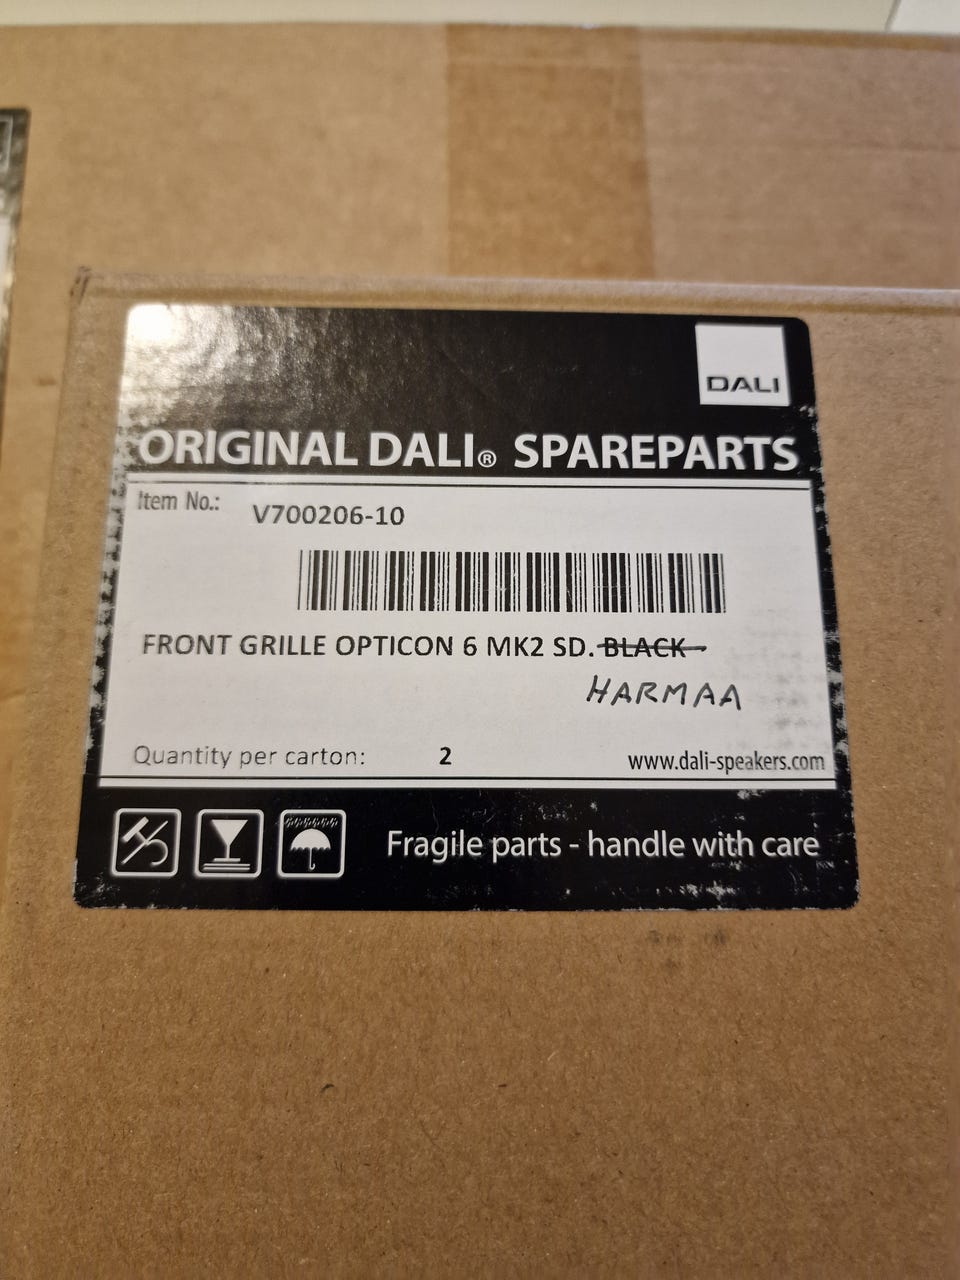 DALI
ORIGINAL DALI® SPAREPARTS
Item No.: V700206-10
FRONT GRILLE OPTICON 6 MK2 SD. BLACK
HARMAA
Quantity per carton: 2 www.dali-speakers.com
Fragile parts - handle with care